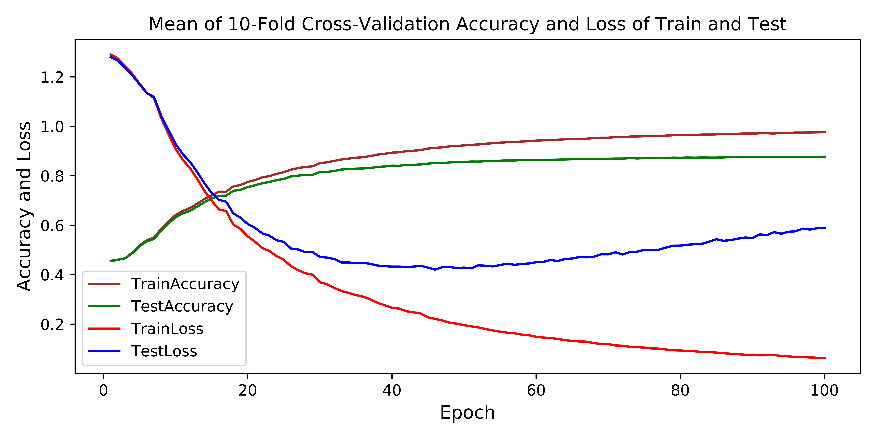 Mean of 10-Fold Cross-Validation Accuracy and Loss of Train and Test
Accuracy and Loss
1.2
1.0
0.8
0.6
0.4
0.2
TrainAccuracy
TestAccuracy
TrainLoss
TestLoss
0 20 40 60 80 100
Epoch